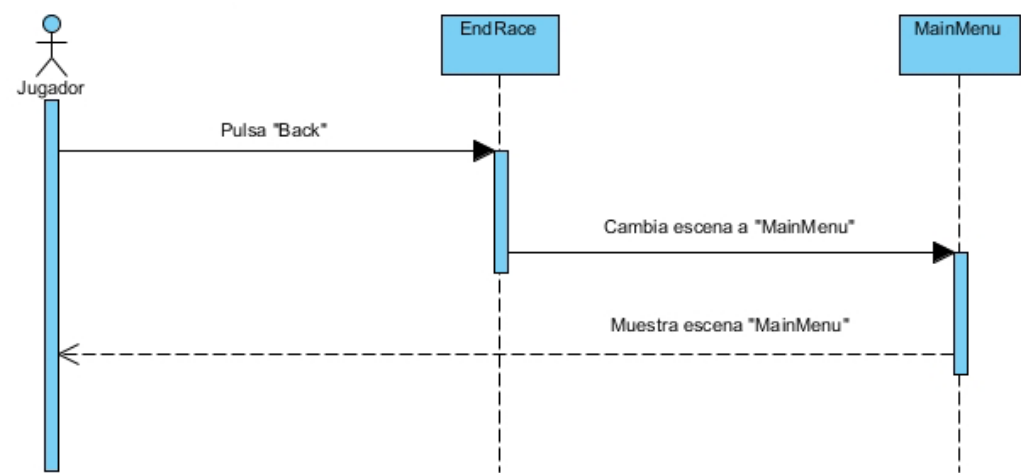 EndRace
MainMenu
Jugador
Pulsa "Back"
Cambia escena a "MainMenu"
Muestra escena "MainMenu"